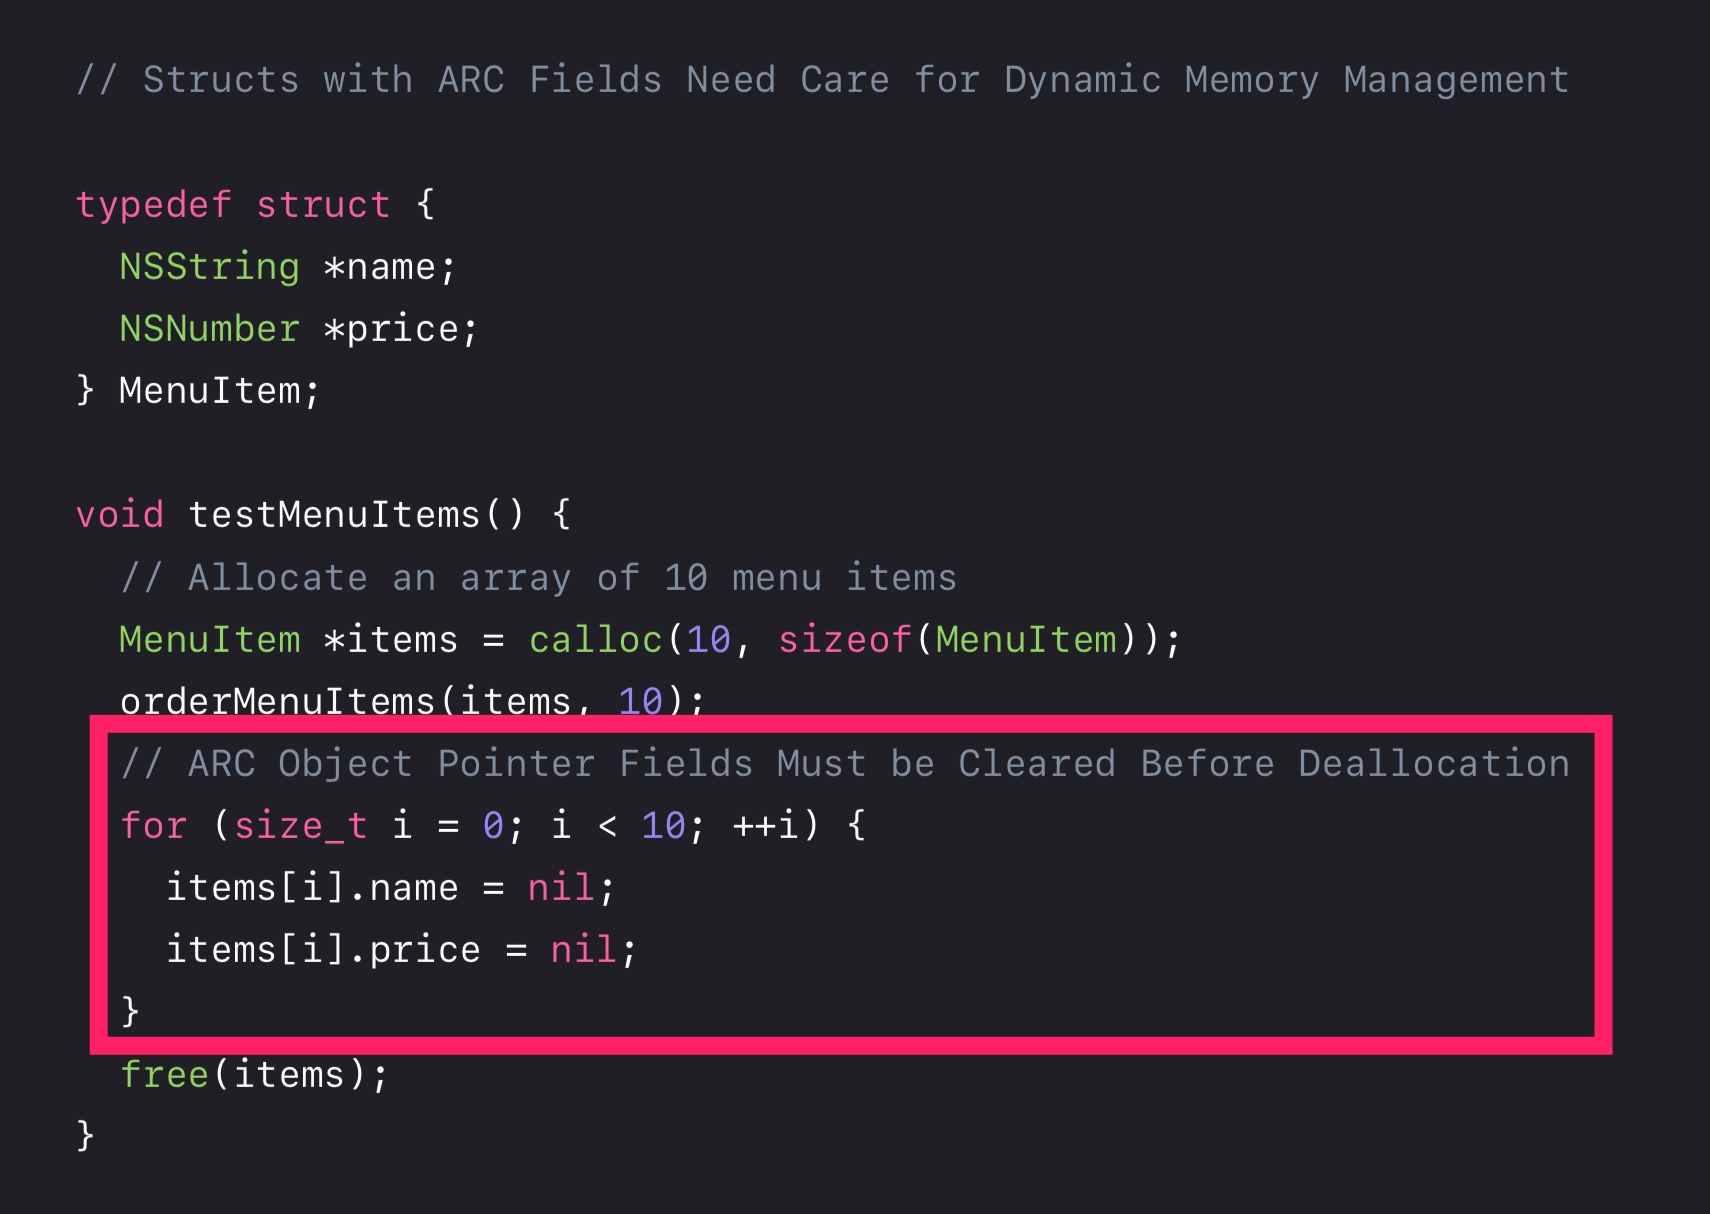 // Structs with ARC Fields Need Care for Dynamic Memory Management
typedef struct {
NSString *name;
NSNumber *price;
} MenuItem;
void testMenuItems() {
// Allocate an array of 10 menu items
MenuItem *items = calloc(10, sizeof(MenuItem));
orderMenuItems(items, 10);
// ARC Object Pointer Fields Must be Cleared Before Deallocation
for (size_t i = 0; i < 10; ++i) {
items[i].name = nil;
items[i].price = nil;
}
free(items);
}